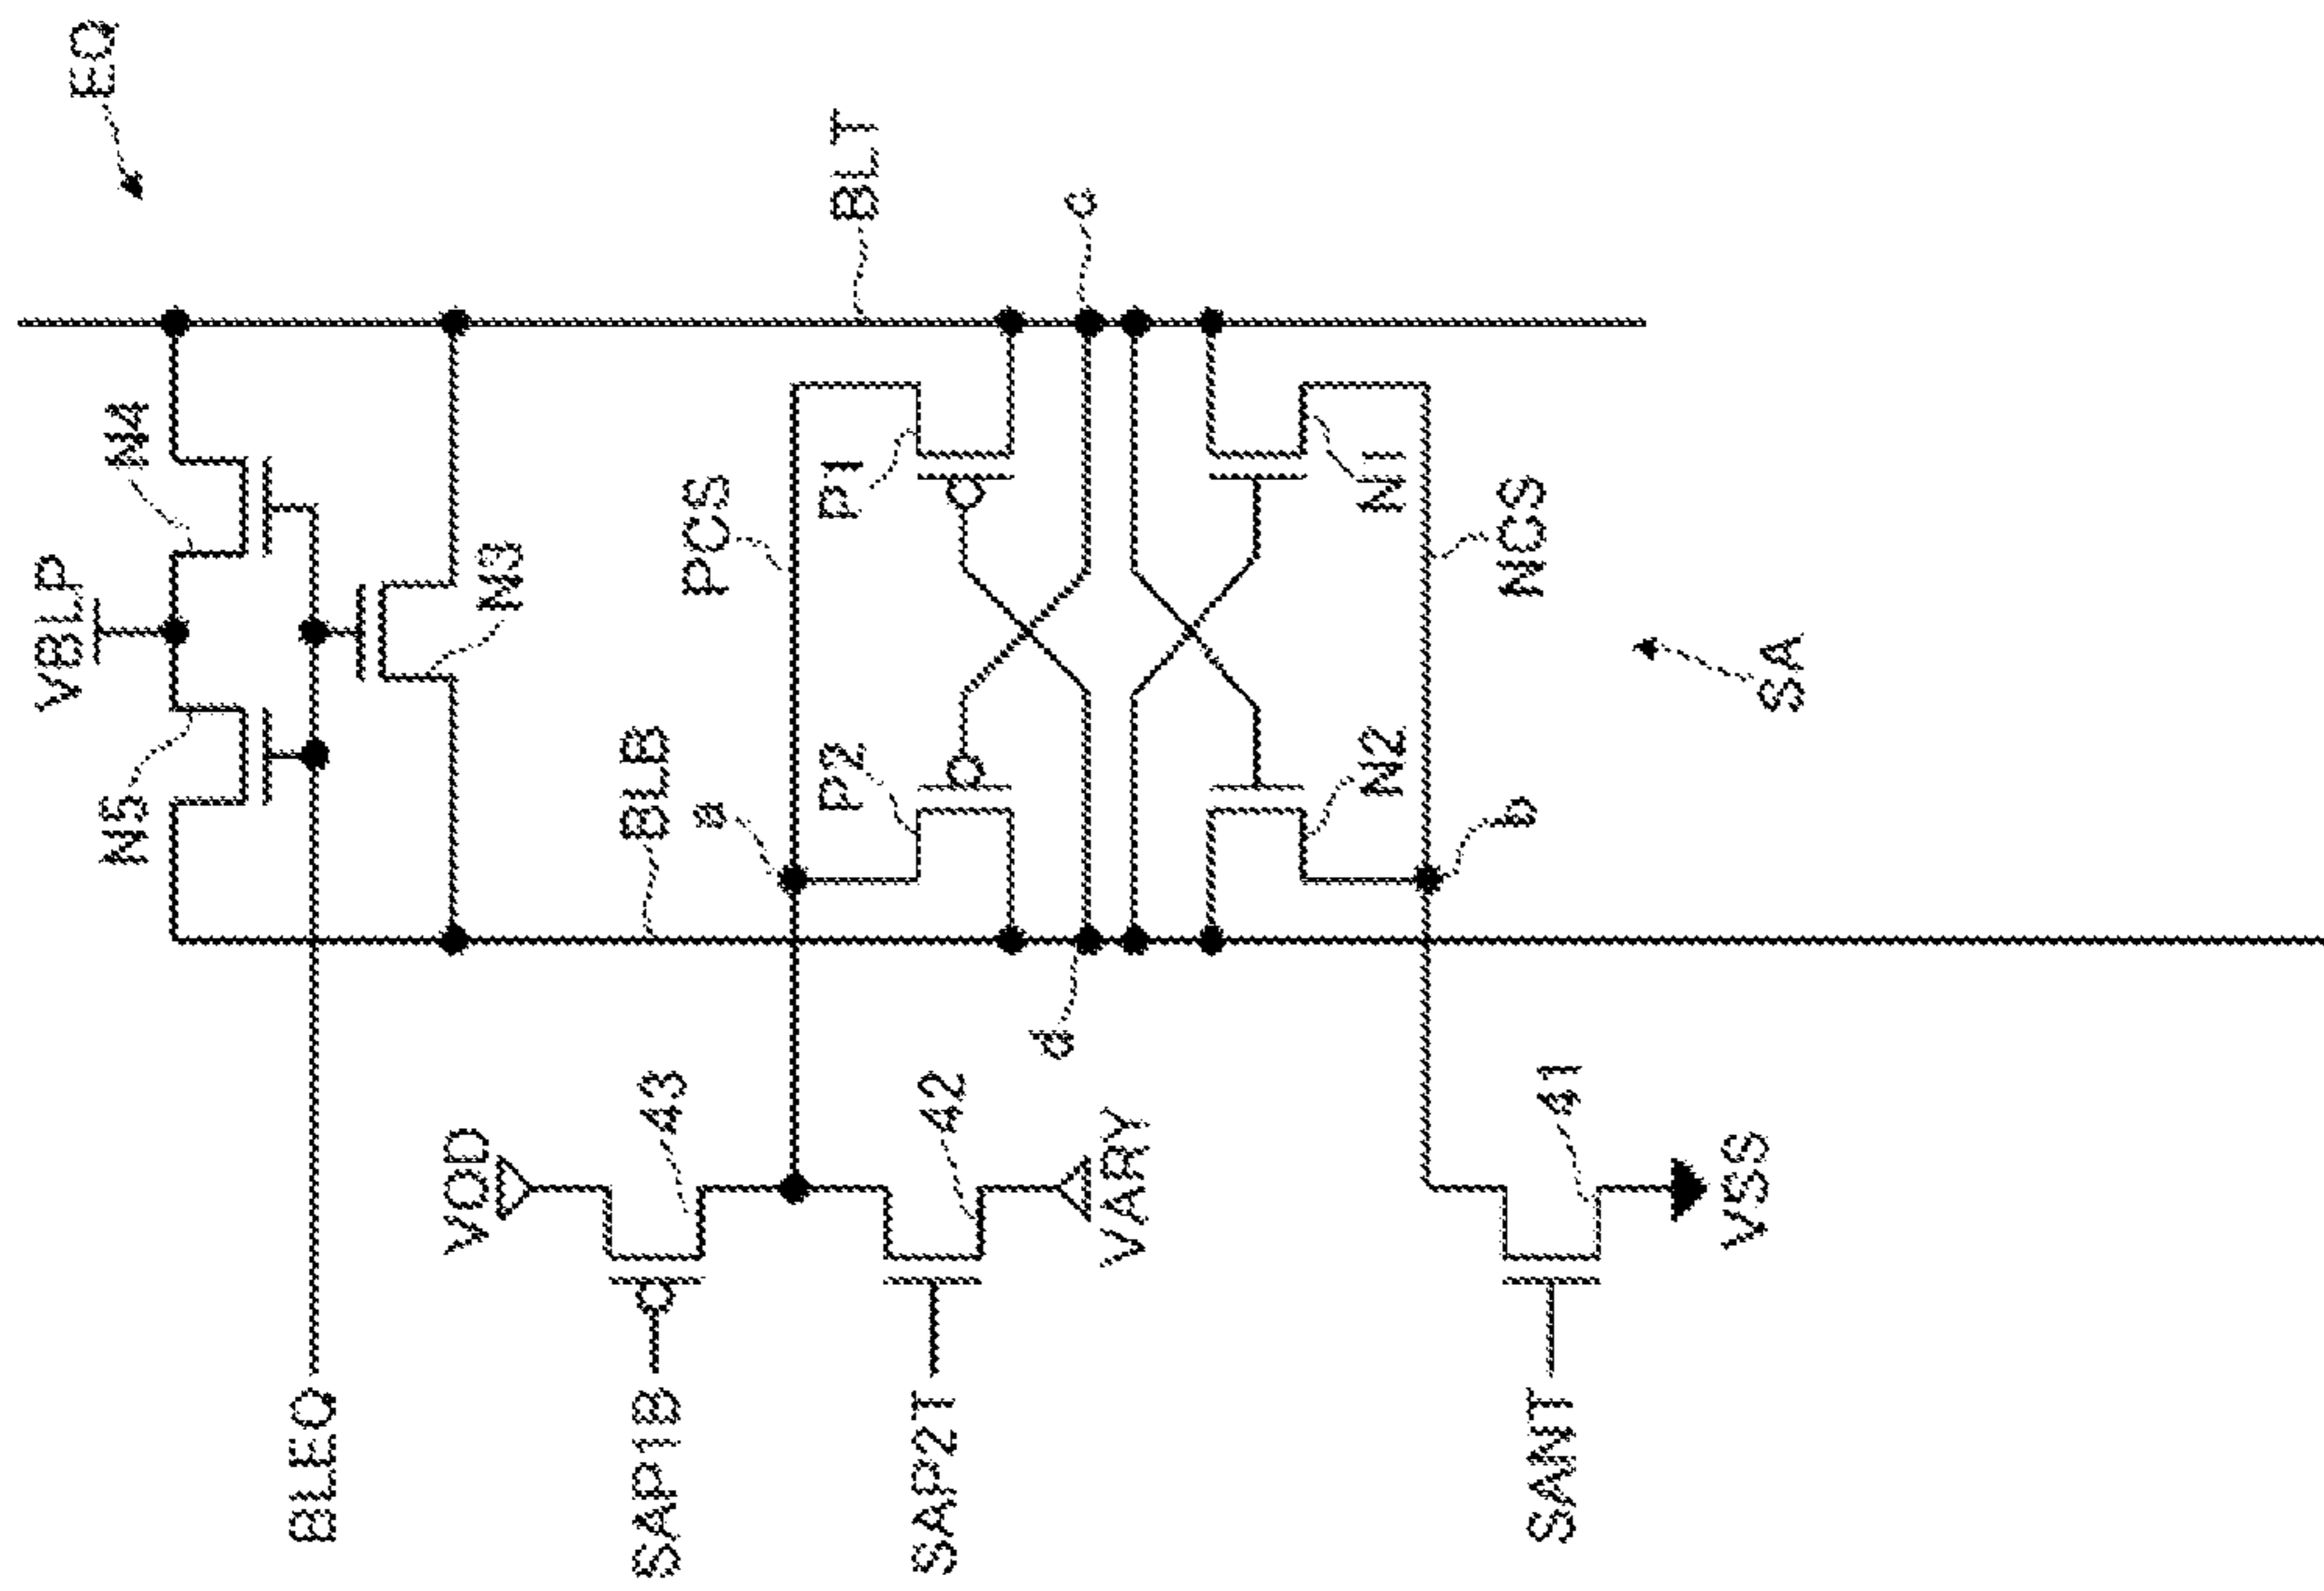 EQ
VBLP
N5
N4
BLEQ
N3
VOD
BLB
PCS
BLT
43
SAP1B
a
P2
P1
42
SAP2T
VARY
d
c
N2
N1
41
SANT
b
NCS
VSS
SA